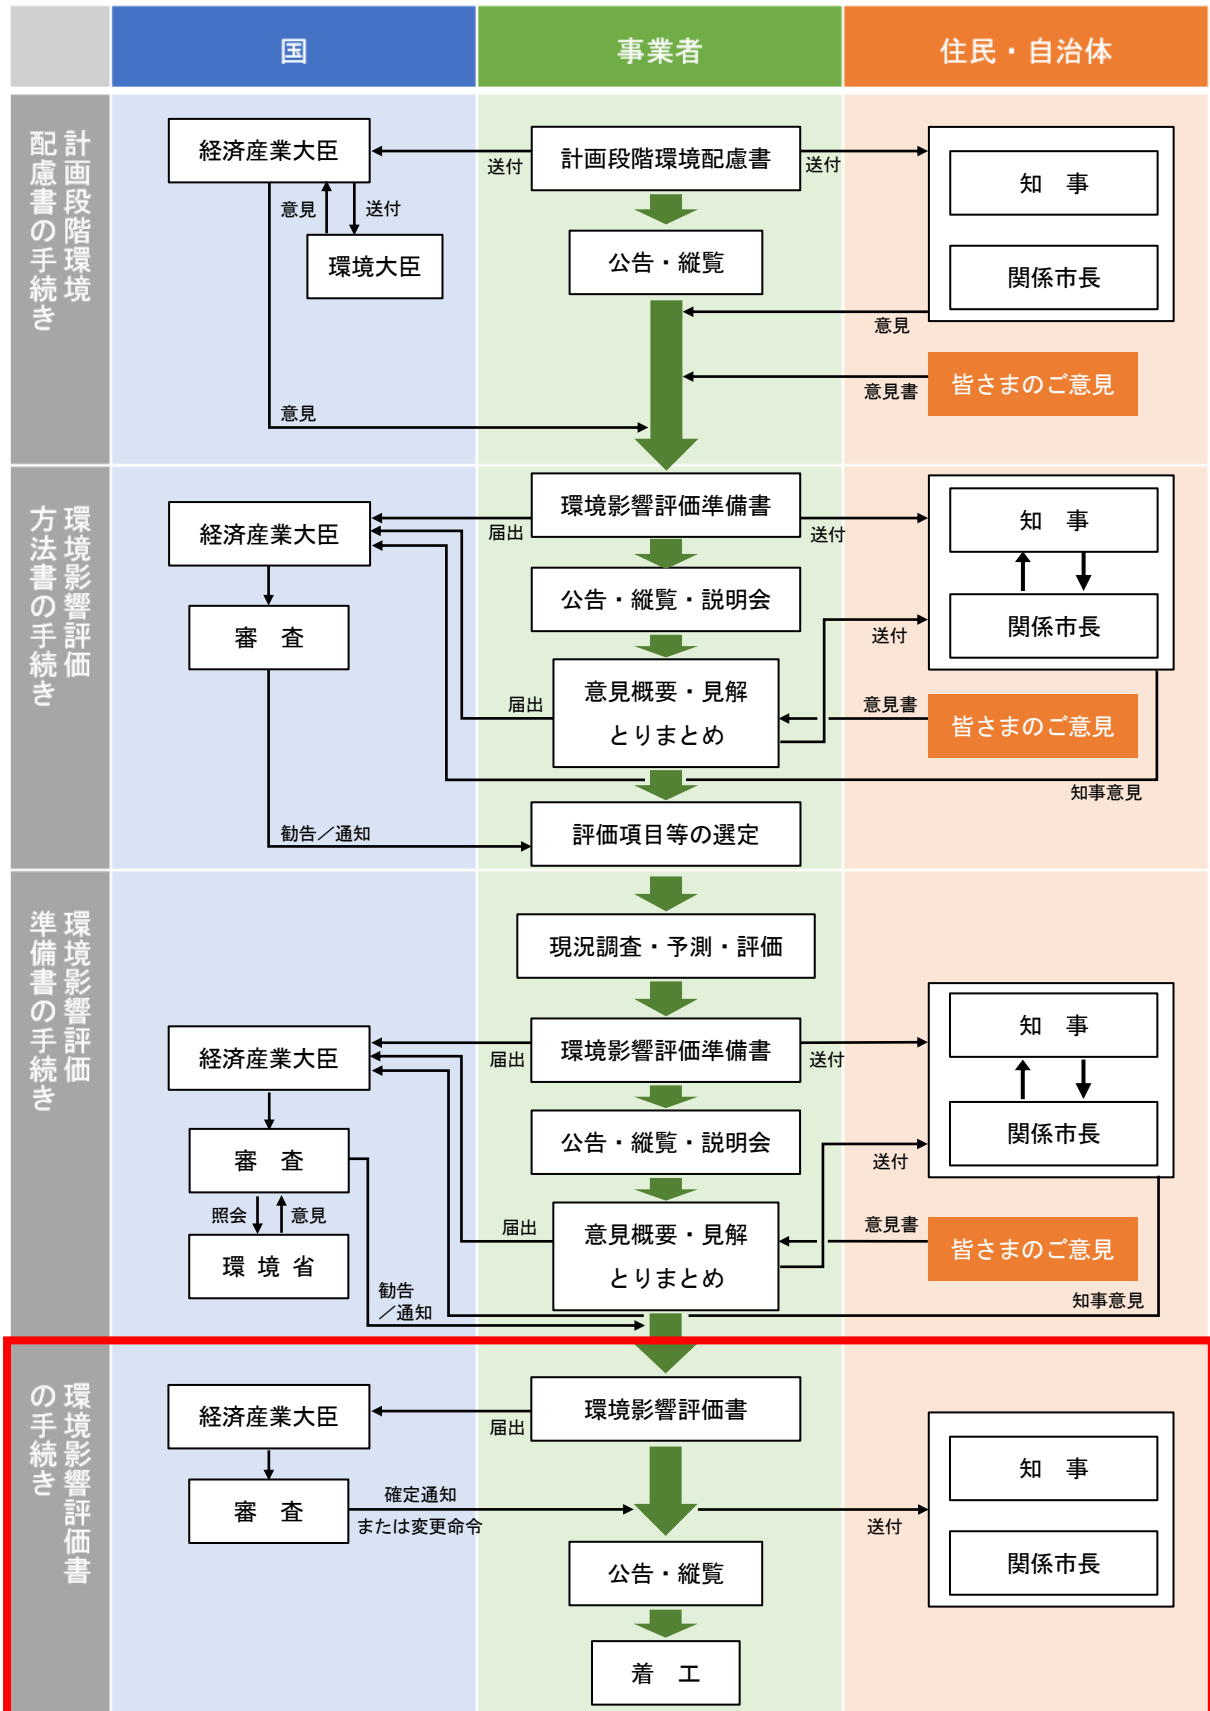 国
事業者
住民・自治体
計画段階環境
配慮書の手続き
経済産業大臣
送付
計画段階環境配慮書
送付
知　事
意見
送付
環境大臣
公告・縦覧
関係市長
意見
皆さまのご意見
意見書
意見
環境影響評価
方法書の手続き
経済産業大臣
届出
環境影響評価準備書
送付
知　事
公告・縦覧・説明会
審　査
関係市長
送付
意見概要・見解
とりまとめ
届出
意見書
皆さまのご意見
知事意見
勧告／通知
評価項目等の選定
環境影響評価
準備書の手続き
現況調査・予測・評価
知　事
経済産業大臣
届出
環境影響評価準備書
送付
公告・縦覧・説明会
関係市長
審　査
送付
照会
意見
意見概要・見解
とりまとめ
届出
意見書
皆さまのご意見
環 境 省
勧告
／通知
知事意見
環境影響評価書
の手続き
経済産業大臣
届出
環境影響評価書
知　事
審　査
確定通知
または変更命令
送付
公告・縦覧
関係市長
着　工